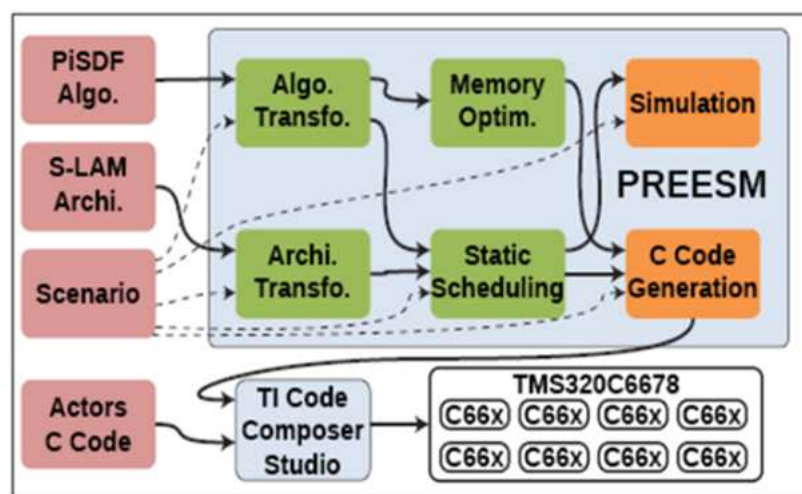 PiSDF
Algo.
Algo.
Transfo.
Memory
Optim.
Simulation
PREESM
S-LAM
Archi.
Scenario
Archi.
Transfo.
Static
Scheduling
C Code
Generation
Actors
C Code
TI Code
Composer
Studio
TMS320C6678
C66x C66x C66x C66x
C66x C66x C66x C66x